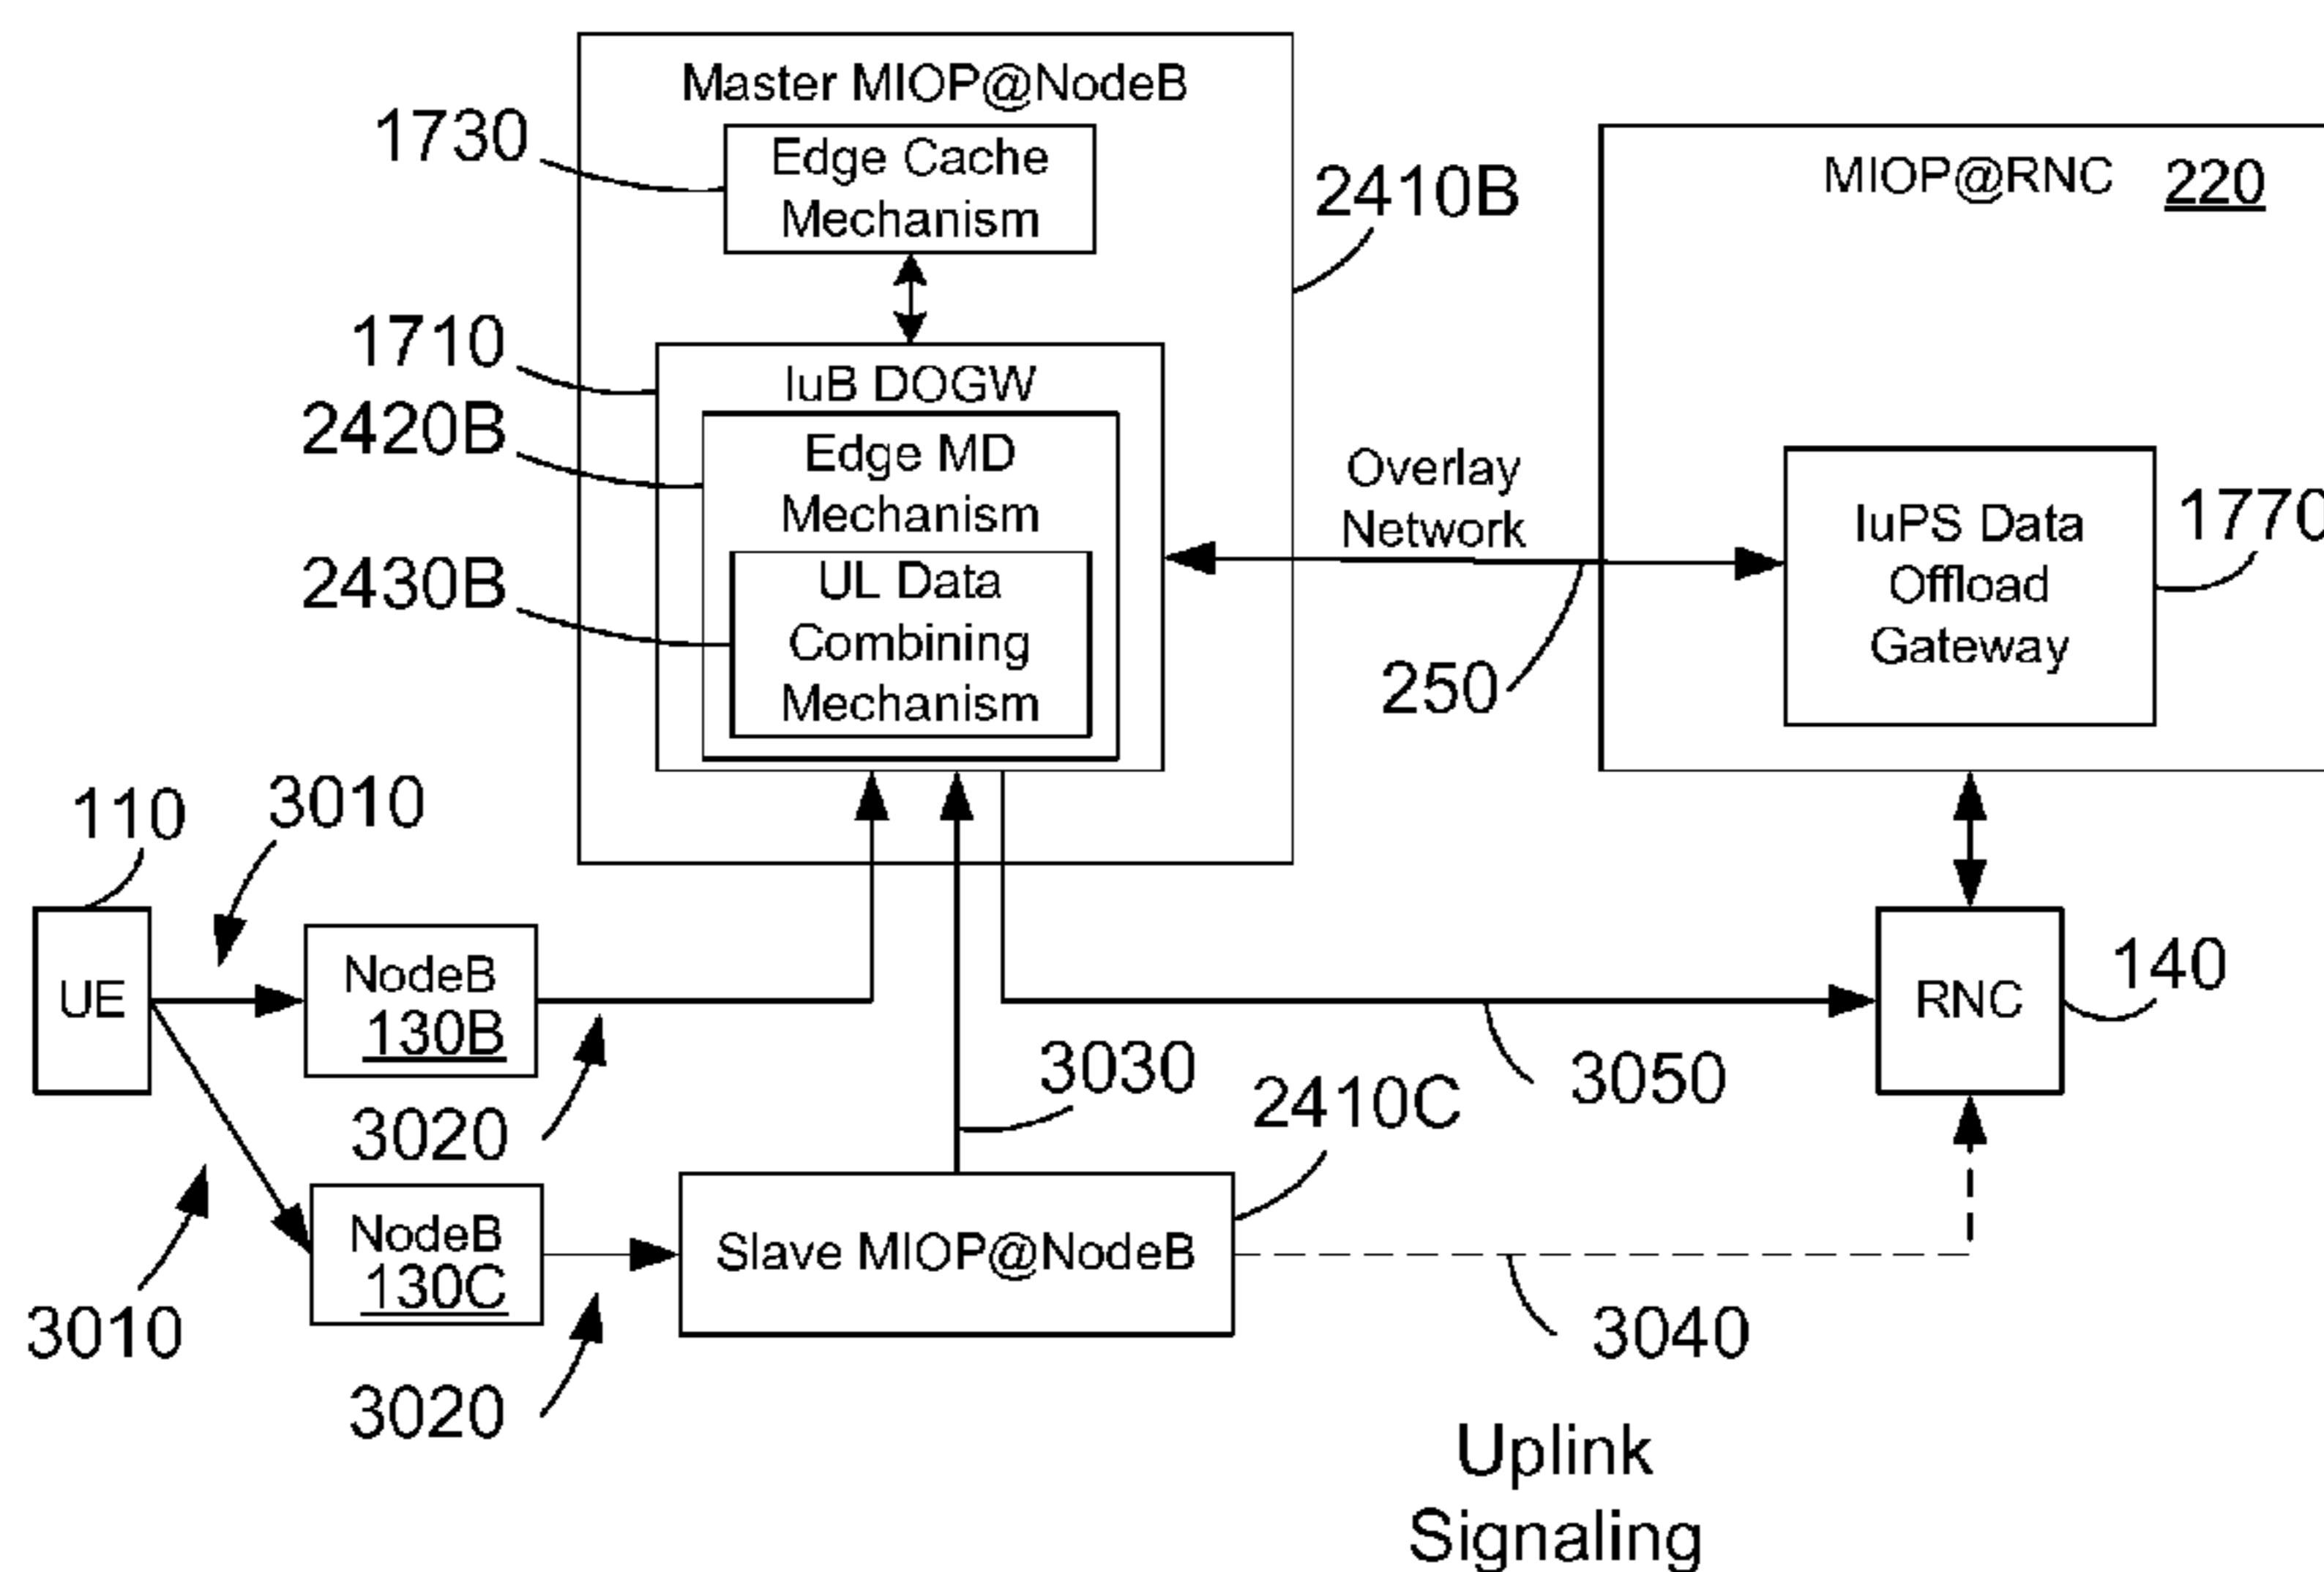 Master MIOP@NodeB
1730
Edge Cache
Mechanism
2410B
MIOP@RNC 220
1710
IuB DOGW
2420B
Edge MD
Mechanism
2430B
UL Data
Combining
Mechanism
Overlay
Network
250
IuPS Data
Offload
Gateway
1770
110
3010
UE
NodeB
130B
3020
3030
2410C
3050
RNC
140
3010
NodeB
130C
3020
Slave MIOP@NodeB
3040
Uplink
Signaling